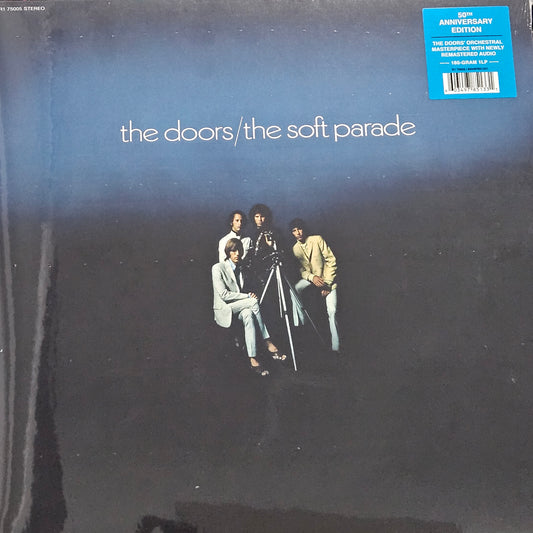 R1 75005 STEREO
50TH
ANNIVERSARY
EDITION
THE DOORS' ORCHESTRAL
MASTERPIECE WITH NEWLY
REMASTERED AUDIO
180-GRAM 1LP
the doors/the soft parade